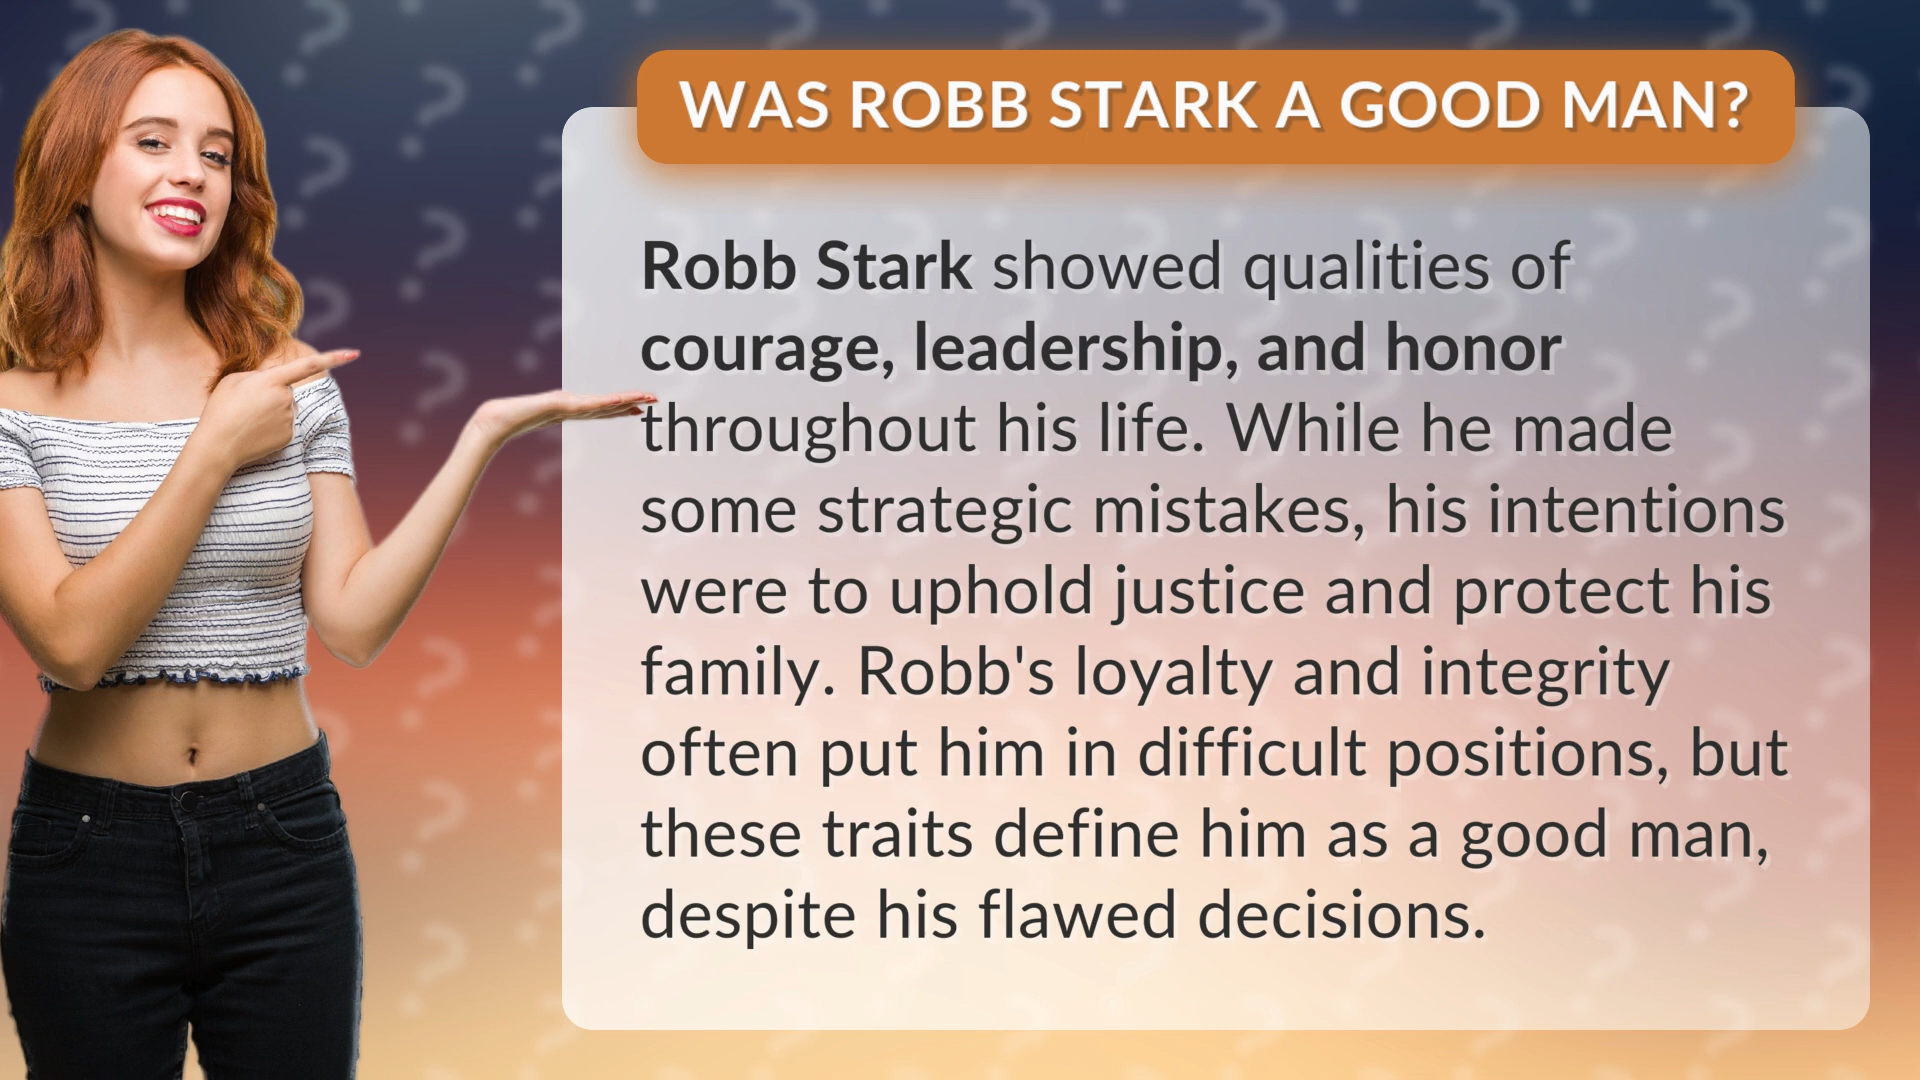 WAS ROBB STARK A GOOD MAN?
Robb Stark showed qualities of
courage, leadership, and honor
throughout his life. While he made
some strategic mistakes, his intentions
were to uphold justice and protect his
family. Robb's loyalty and integrity
often put him in difficult positions, but
these traits define him as a good man,
despite his flawed decisions.